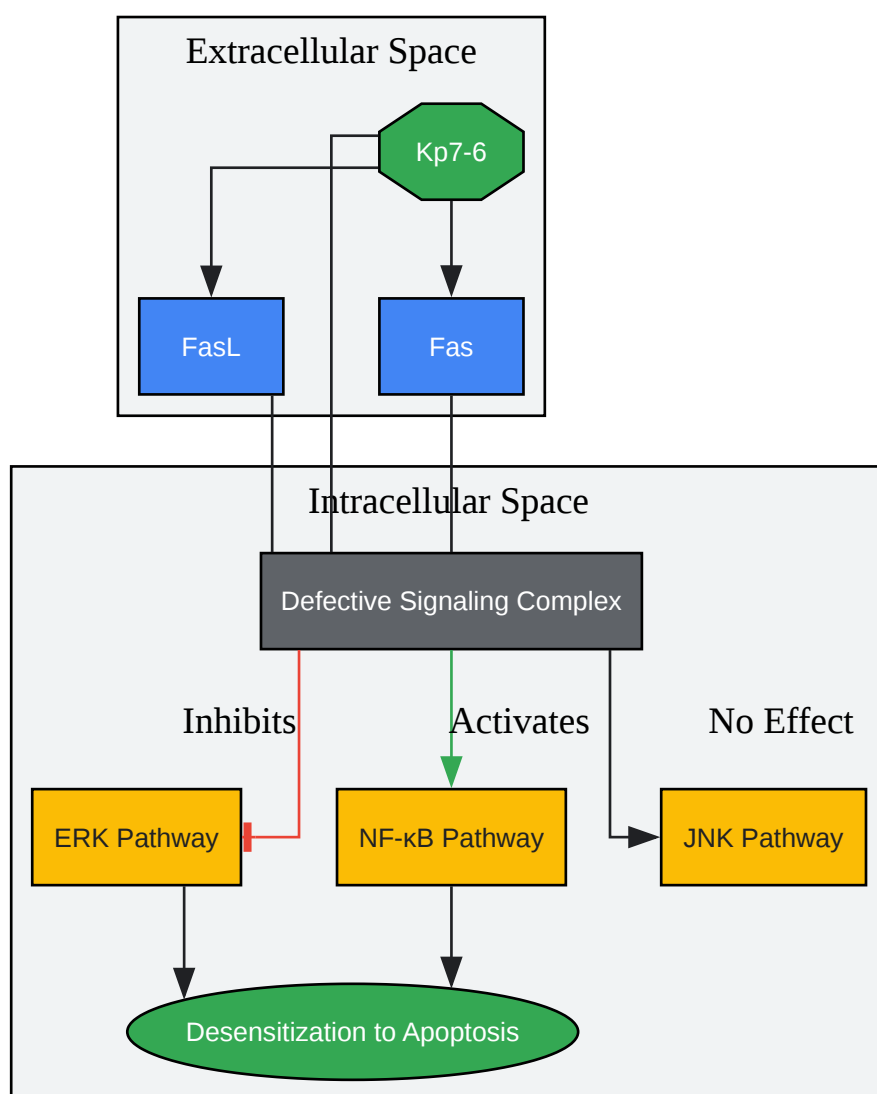 Extracellular Space
Kp7-6
FasL
Fas
Intracellular Space
Defective Signaling Complex
Inhibits
Activates
No Effect
ERK Pathway
NF-κB Pathway
JNK Pathway
Desensitization to Apoptosis